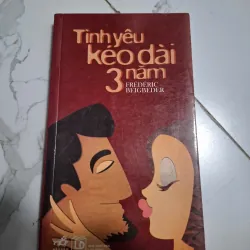 Tình yêu
kéo dài
3 năm
FRÉDÉRIC
BEIGBEDER